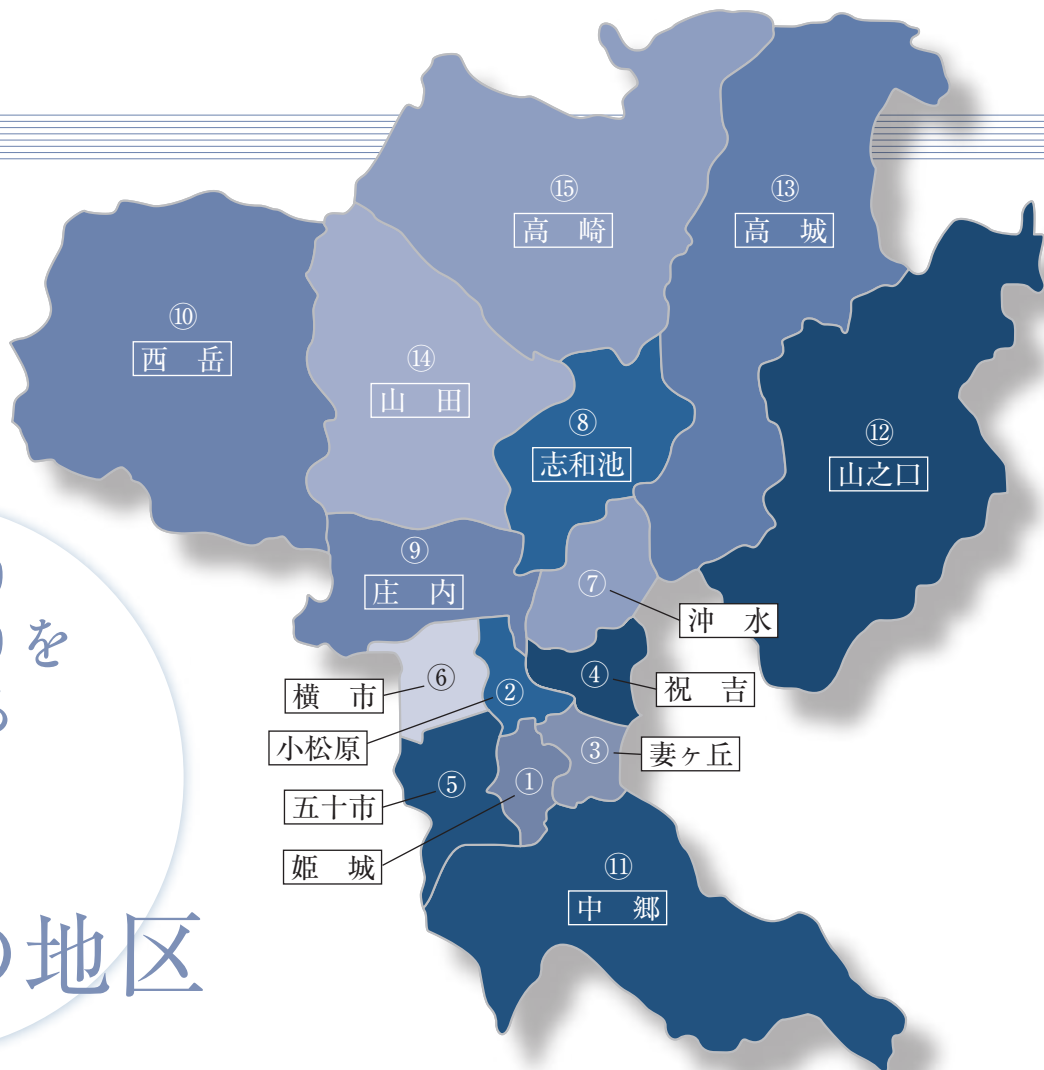 ⑮
高 崎
⑬
高 城
⑩
西 岳
⑭
山 田
⑧
志和池
⑫
山之口
⑨
庄 内
⑦
沖 水
⑥
横 市
②
小松原
④
祝 吉
③
妻ヶ丘
⑤
五十市
①
姫 城
⑪
中 郷
を
の地区